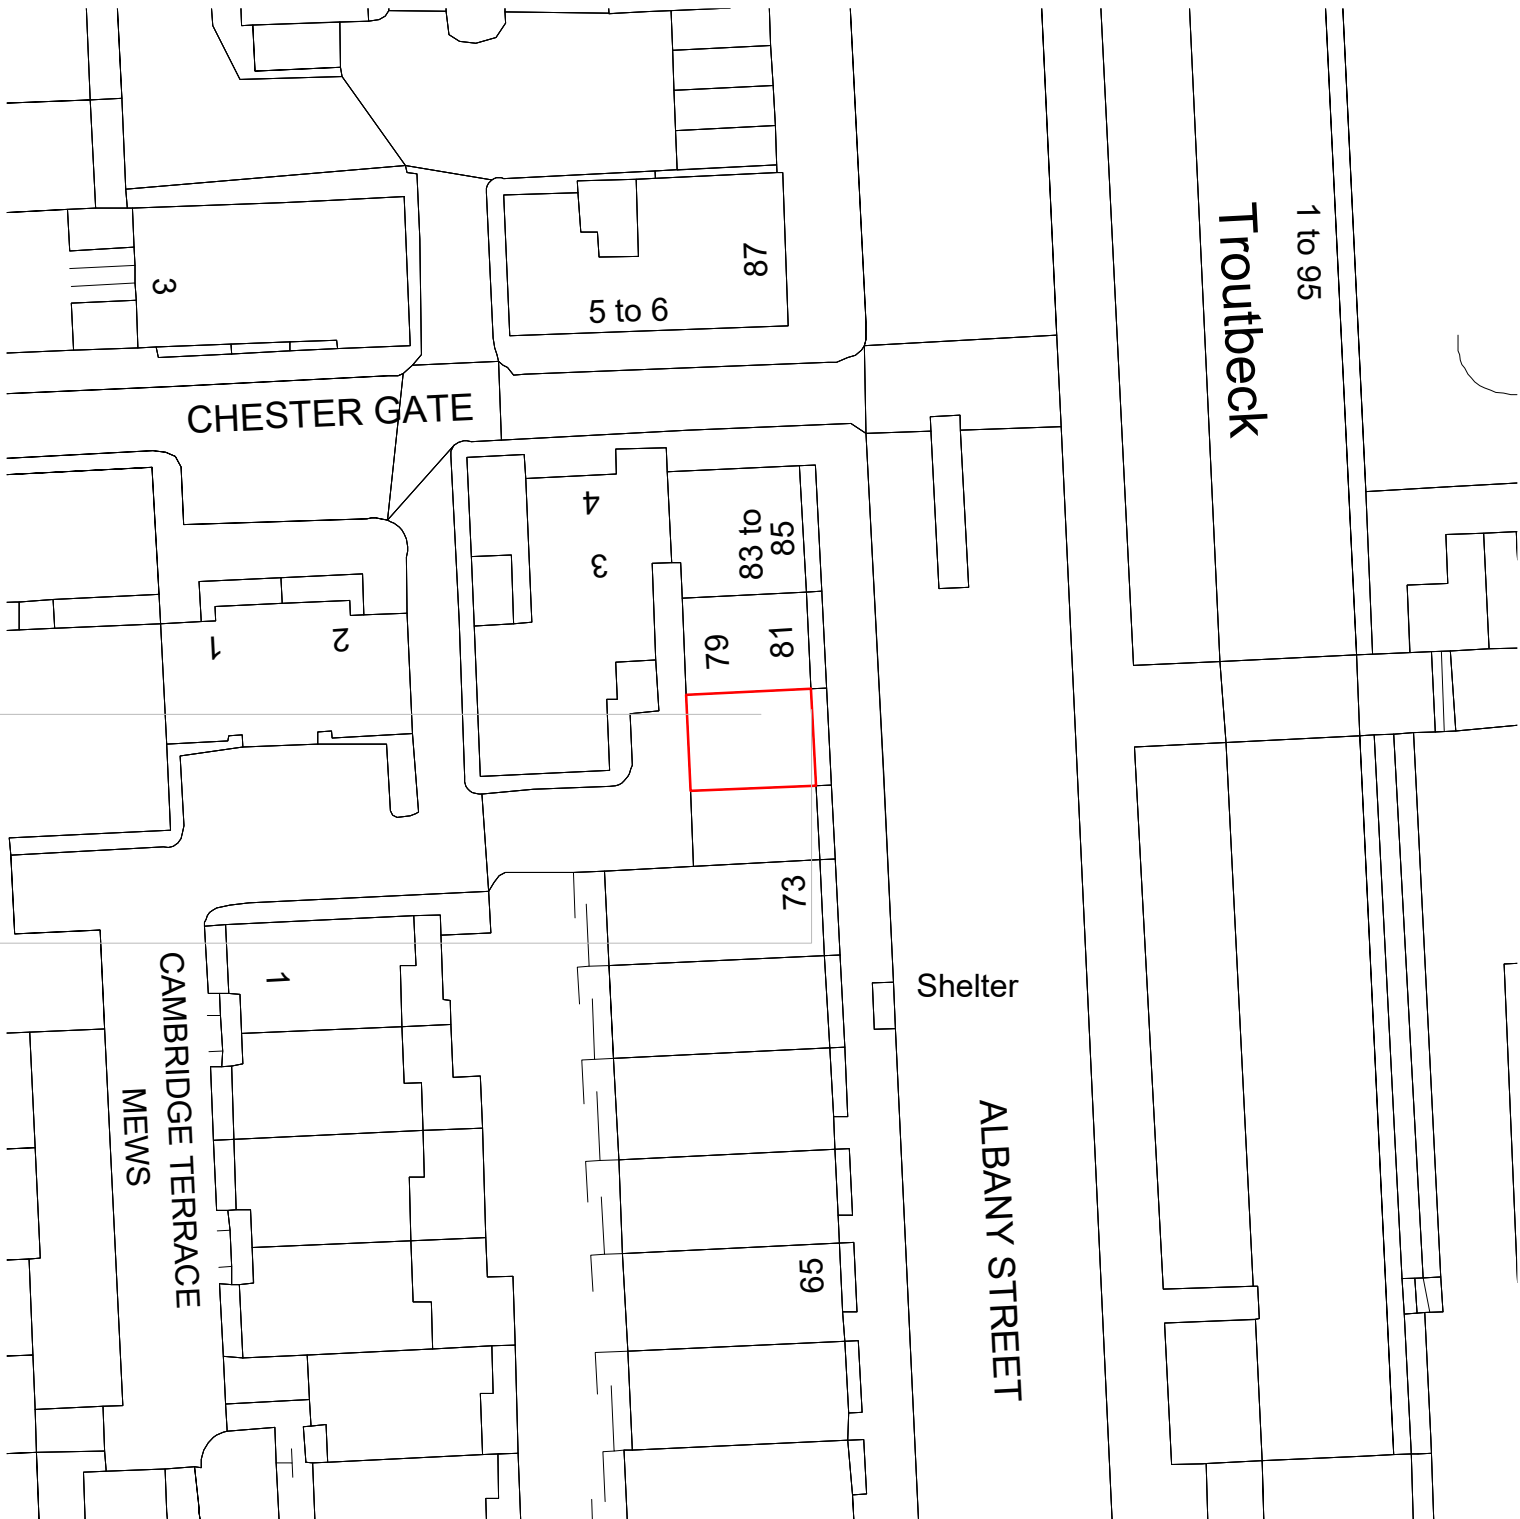 1 to 95
Troutbeck
87
3
5 to 6
CHESTER GATE
4
83 to
85
3
79
81
1
2
73
1
Shelter
CAMBRIDGE TERRACE
MEWS
ALBANY STREET
65